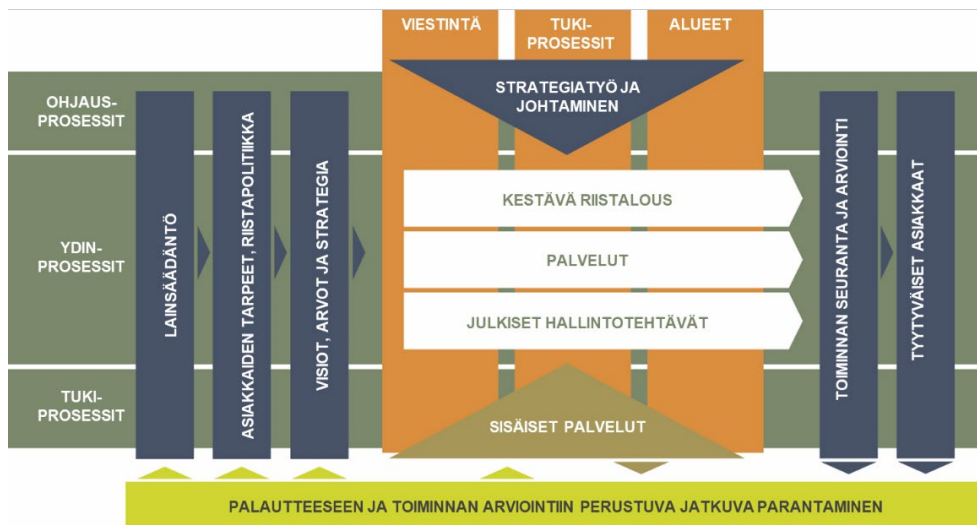 VIESTINTÄ
TUKI-
PROSESSIT
ALUEET
STRATEGIATYÖ JA
JOHTAMINEN
OHJAUS-
PROSESSIT
YDIN-
PROSESSIT
TUKI-
PROSESSIT
LAINSÄÄDÄNTÖ
ASIAKKAIDEN TARPEET, RIISTAPOLITIIKKA
VISIOT, ARVOT JA STRATEGIA
KESTÄVÄ RIISTALOUS
PALVELUT
JULKISET HALLINTOTEHTÄVÄT
SISÄISET PALVELUT
TOIMINNAN SEURANTA JA ARVIOINTI
TYYTYVÄISET ASIAKKAAT
PALAUTTEESEEN JA TOIMINNAN ARVIOINTIIN PERUSTUVA JATKUVA PARANTAMINEN